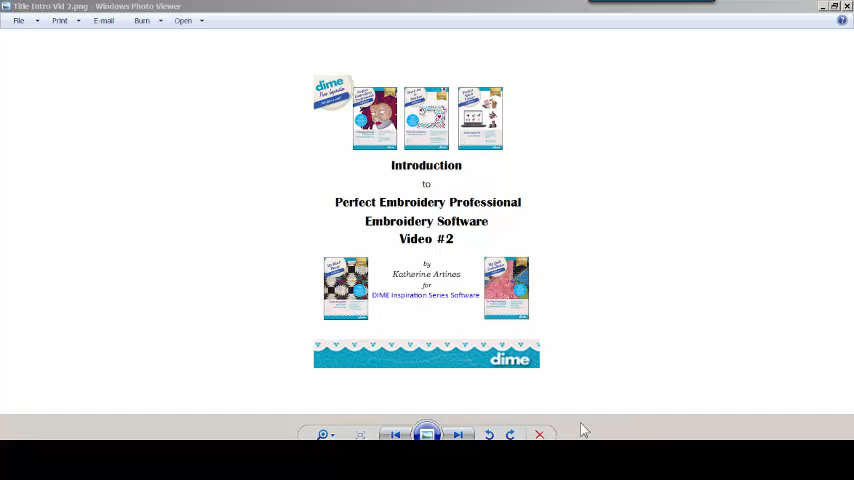 Title Intro Vid 2.png - Windows Photo Viewer
File Print E-mail Burn Open
dime
Introduction
to
Perfect Embroidery Professional
Embroidery Software
Video #2
by
Katherine Artines
for
DIME Inspiration Series Software
dime